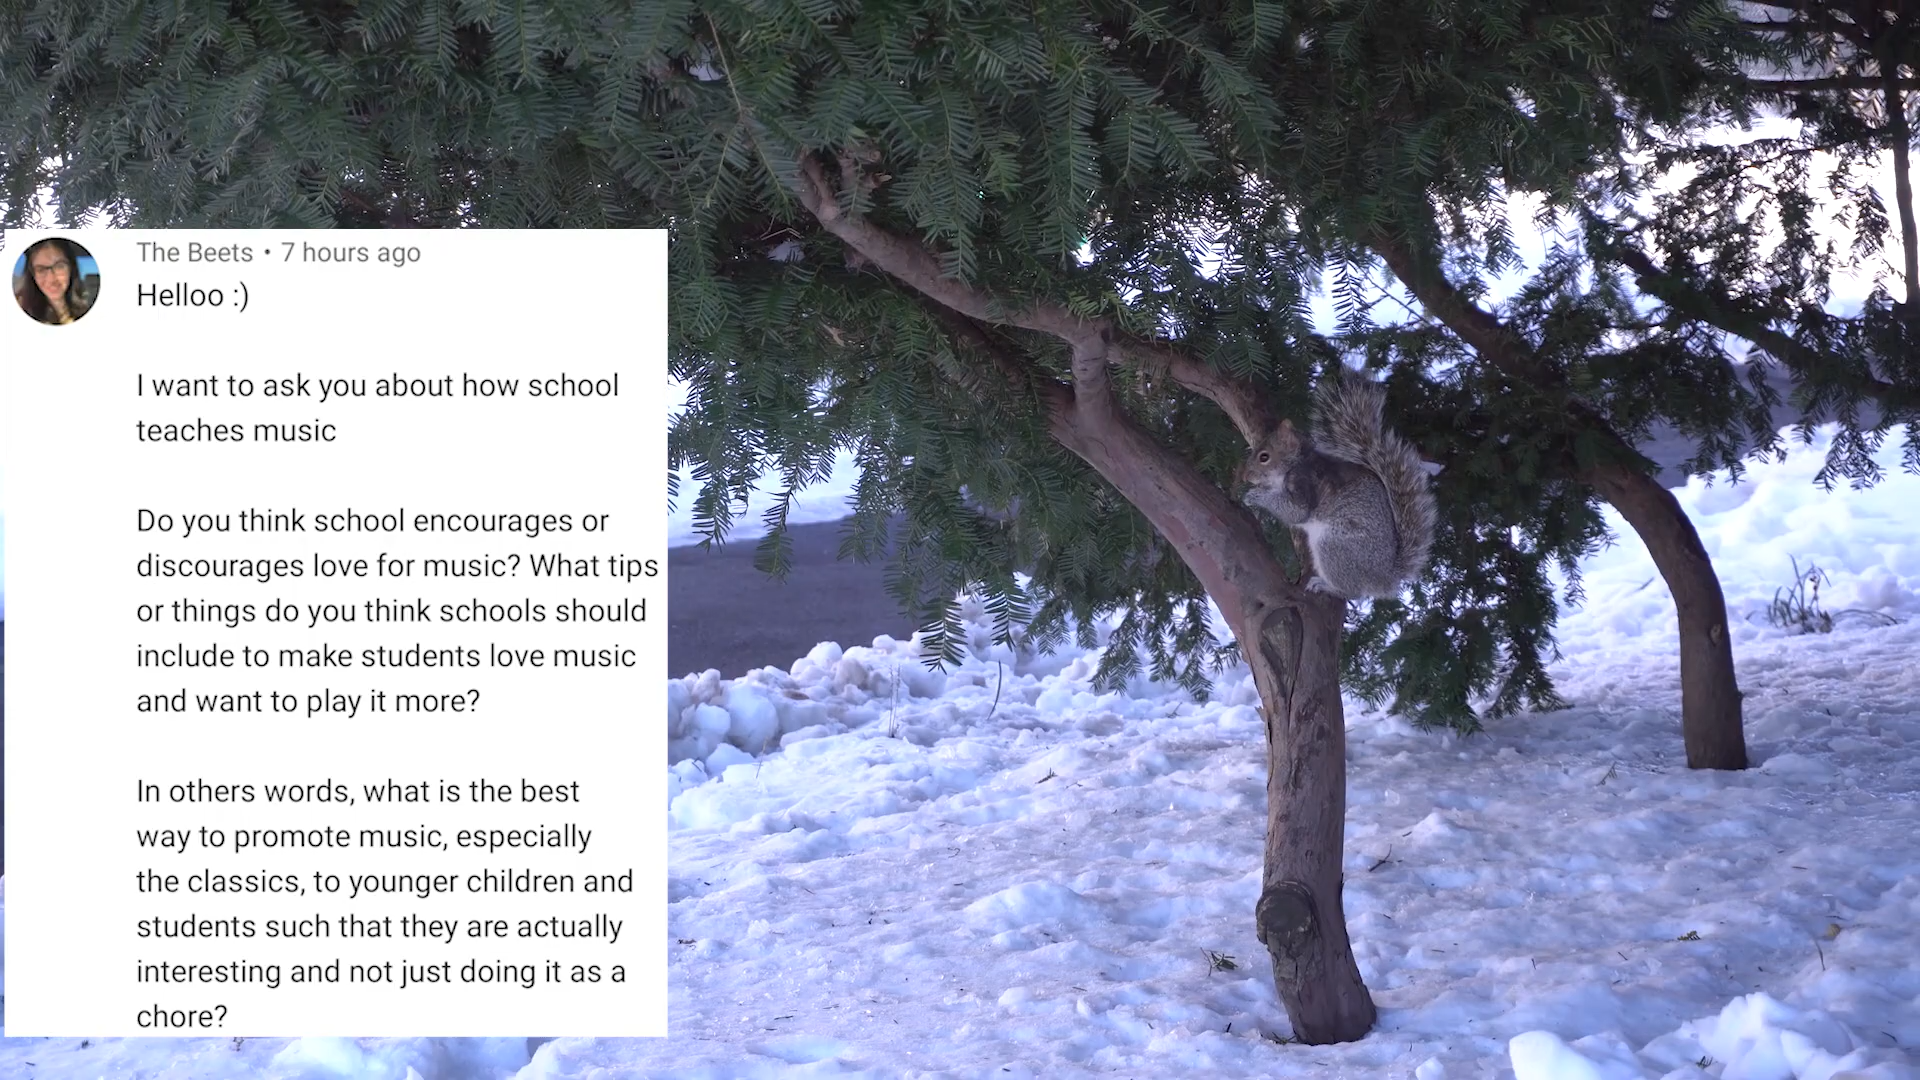 The Beets • 7 hours ago
Helloo :)
I want to ask you about how school
teaches music
Do you think school encourages or
discourages love for music? What tips
or things do you think schools should
include to make students love music
and want to play it more?
In others words, what is the best
way to promote music, especially
the classics, to younger children and
students such that they are actually
interesting and not just doing it as a
chore?